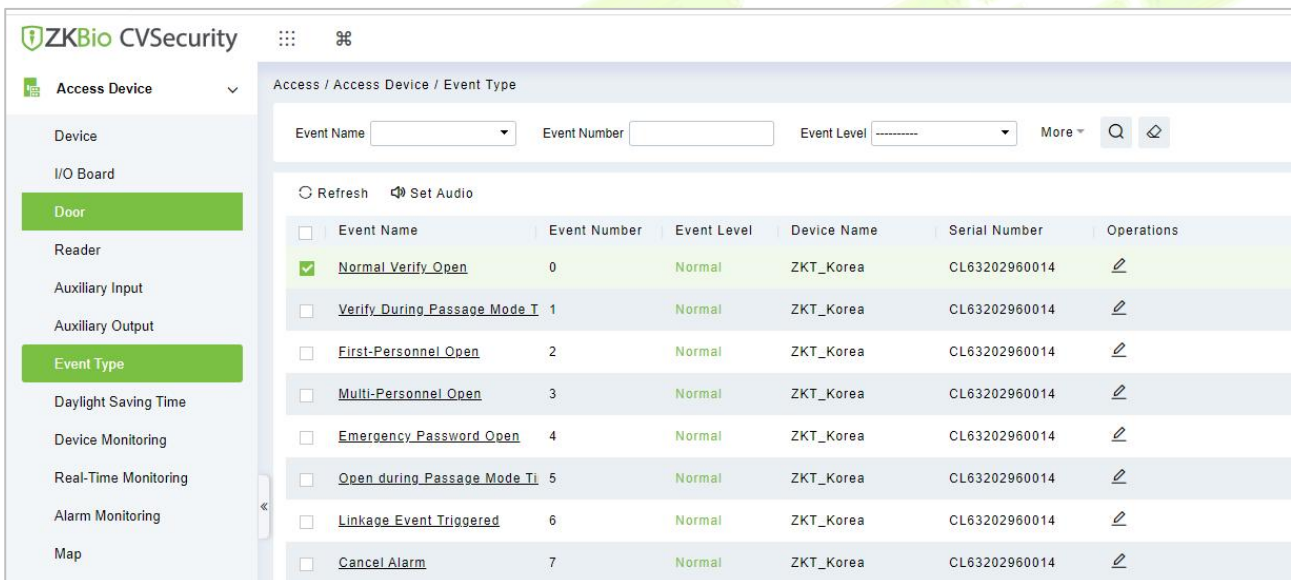 ZKBio CVSecurity
Access Device
Device
I/O Board
Door
Reader
Auxiliary Input
Auxiliary Output
Event Type
Daylight Saving Time
Device Monitoring
Real-Time Monitoring
Alarm Monitoring
Map
Access / Access Device / Event Type
Event Name Event Number Event Level ---------- More
Refresh Set Audio
Event Name Event Number Event Level Device Name Serial Number Operations
Normal Verify Open 0 Normal ZKT_Korea CL63202960014
Verify During Passage Mode T 1 Normal ZKT_Korea CL63202960014
First-Personnel Open 2 Normal ZKT_Korea CL63202960014
Multi-Personnel Open 3 Normal ZKT_Korea CL63202960014
Emergency Password Open 4 Normal ZKT_Korea CL63202960014
Open during Passage Mode Ti 5 Normal ZKT_Korea CL63202960014
Linkage Event Triggered 6 Normal ZKT_Korea CL63202960014
Cancel Alarm 7 Normal ZKT_Korea CL63202960014